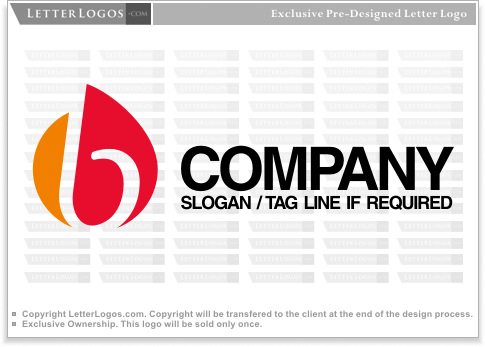 LETTERLOGOS.COM
Exclusive Pre-Designed Letter Logo
b
COMPANY
SLOGAN / TAG LINE IF REQUIRED
Copyright LetterLogos.com. Copyright will be transfered to the client at the end of the design process.
Exclusive Ownership. This logo will be sold only once.